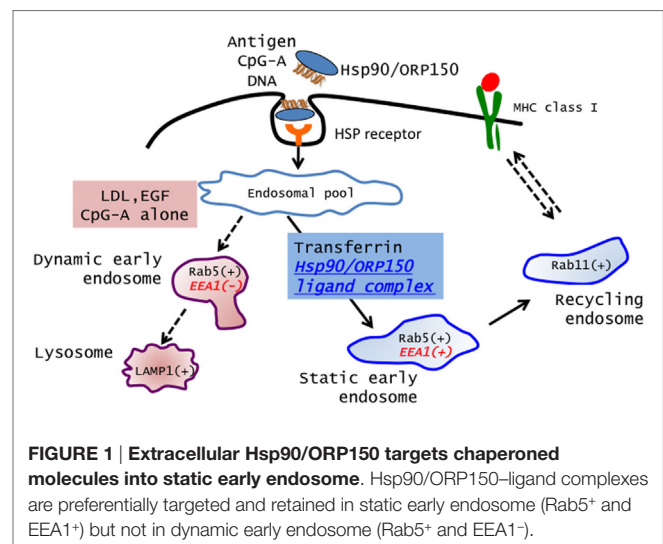 Antigen
CpG-A
DNA
Hsp90/ORP150
HSP receptor
MHC class I
LDL,EGF
CpG-A alone
Endosomal pool
Dynamic early
endosome
Rab5(+)
EEA1(-)
Transferrin
Hsp90/ORP150
ligand complex
Rab11(+)
Recycling
endosome
Lysosome
LAMP1(+)
Rab5(+)
EEA1(+)
Static early
endosome
FIGURE 1 | Extracellular Hsp90/ORP150 targets chaperoned
molecules into static early endosome. Hsp90/ORP150–ligand complexes
are preferentially targeted and retained in static early endosome (Rab5⁺ and
EEA1⁺) but not in dynamic early endosome (Rab5⁺ and EEA1⁻).